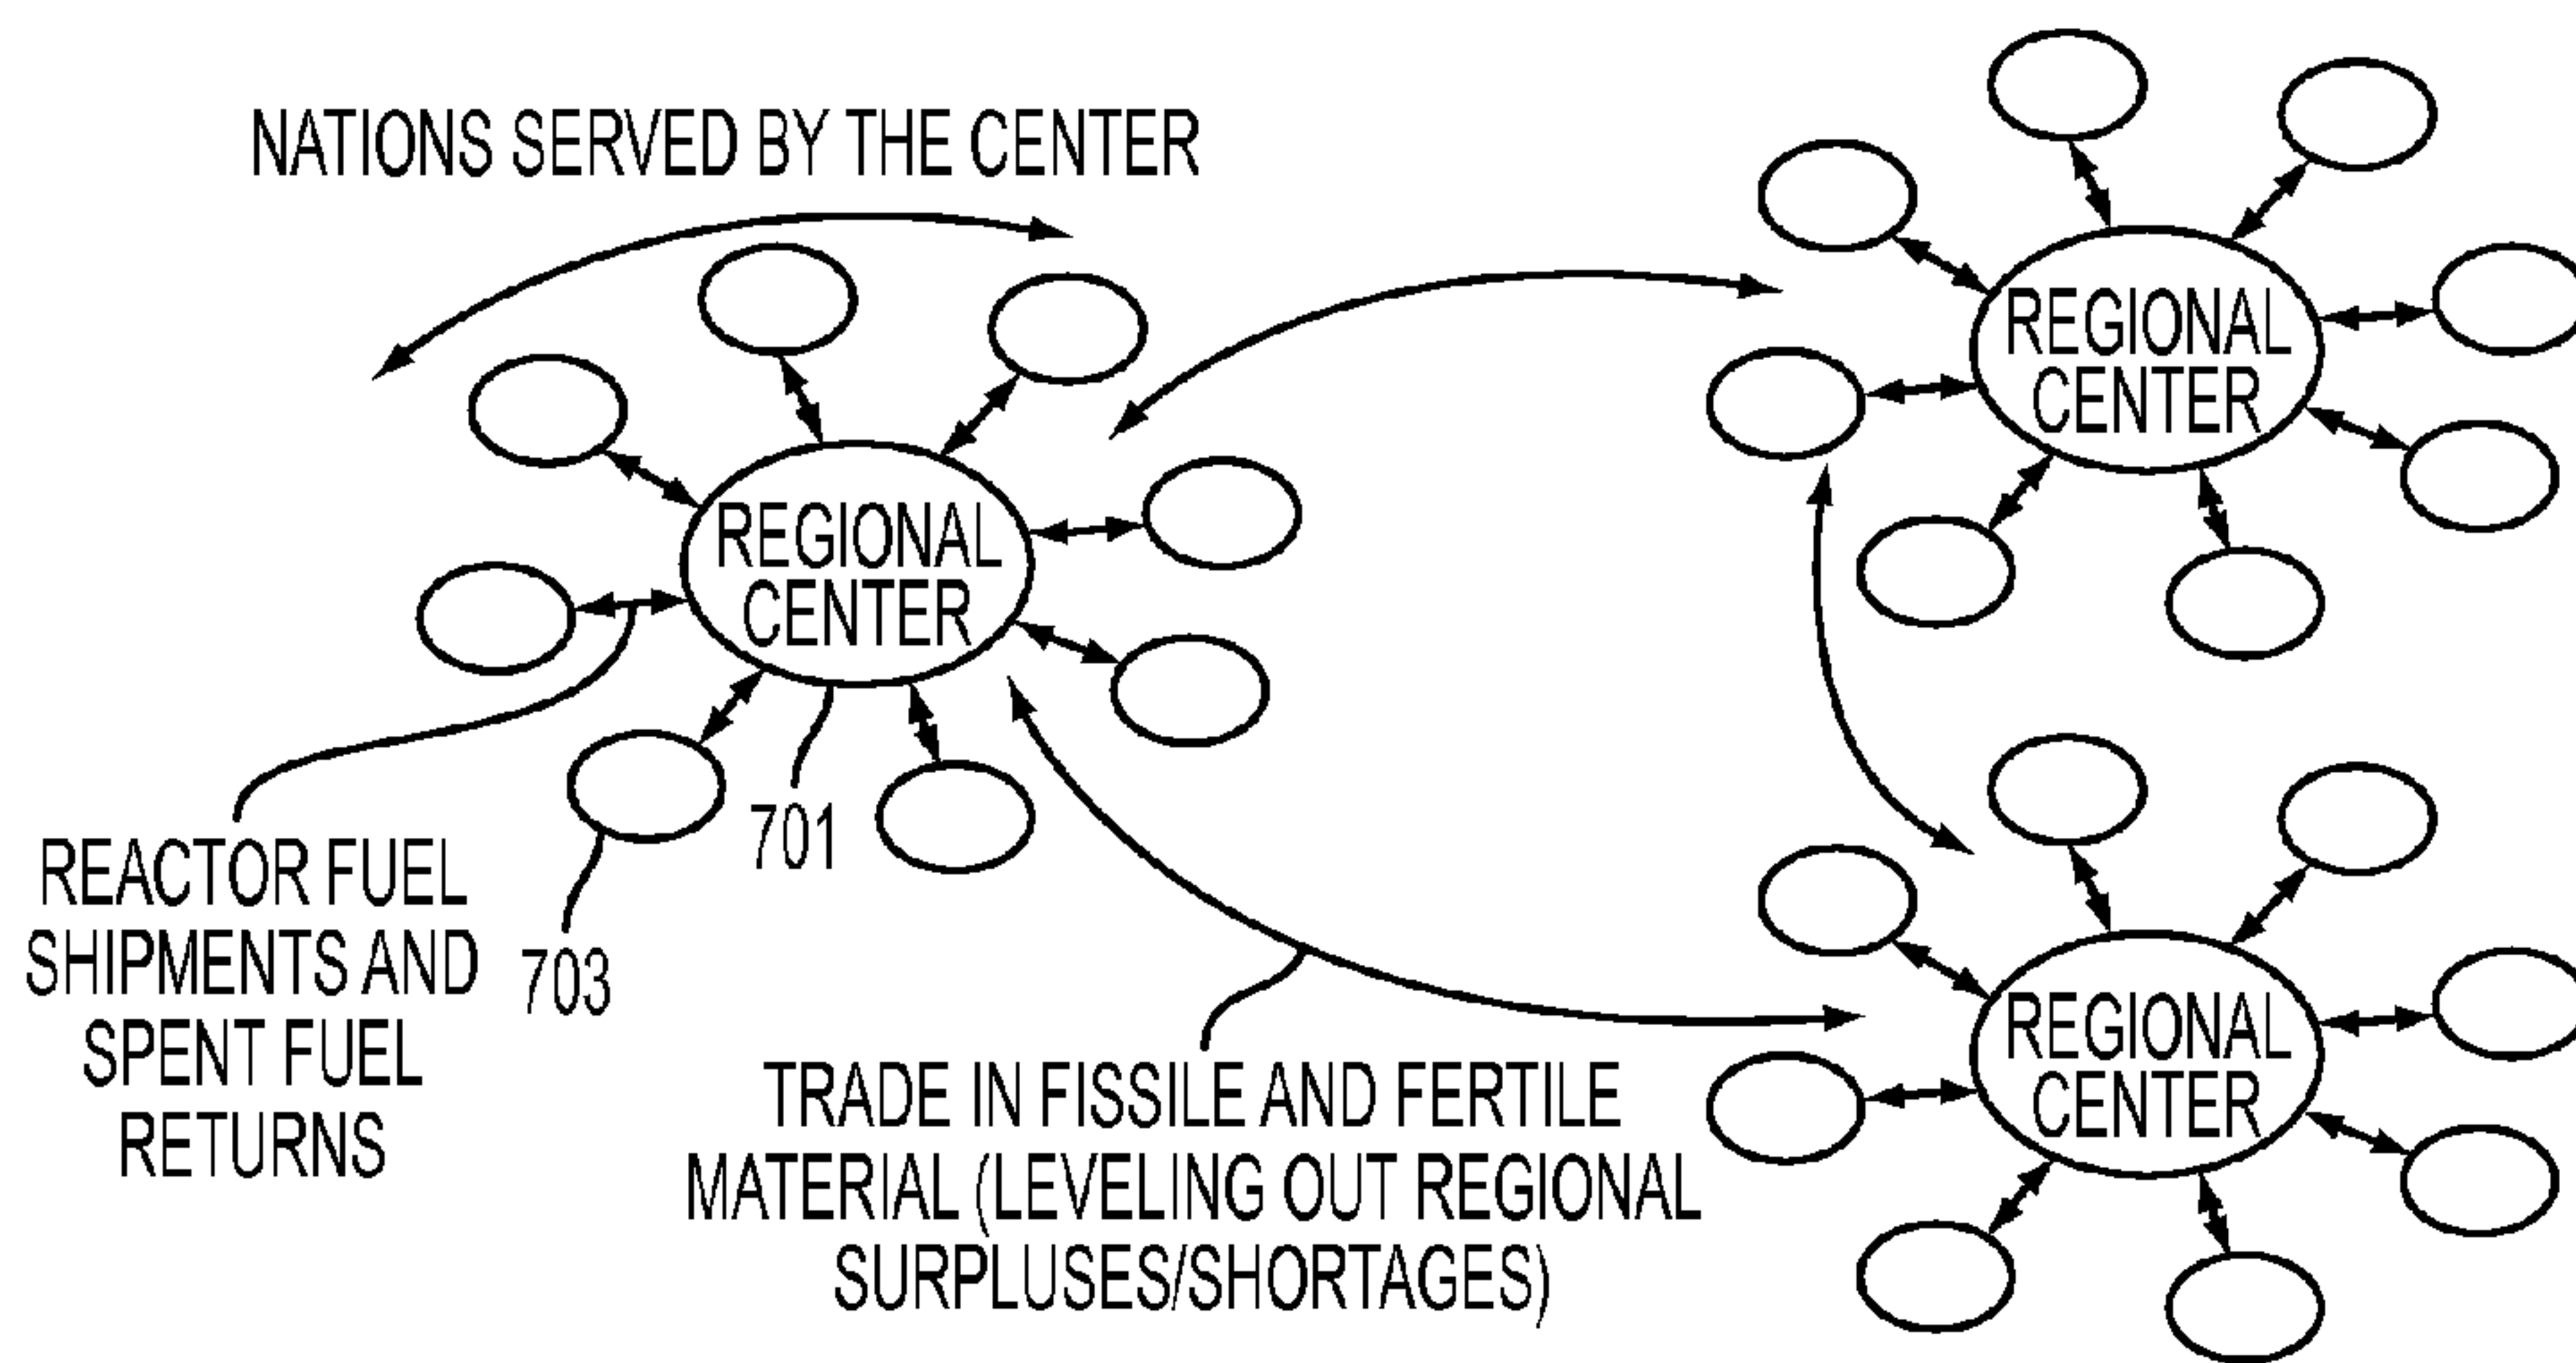 NATIONS SERVED BY THE CENTER
REGIONAL
CENTER
REGIONAL
CENTER
701
703
REACTOR FUEL
SHIPMENTS AND
SPENT FUEL
RETURNS
TRADE IN FISSILE AND FERTILE
MATERIAL (LEVELING OUT REGIONAL
SURPLUSES/SHORTAGES)
REGIONAL
CENTER